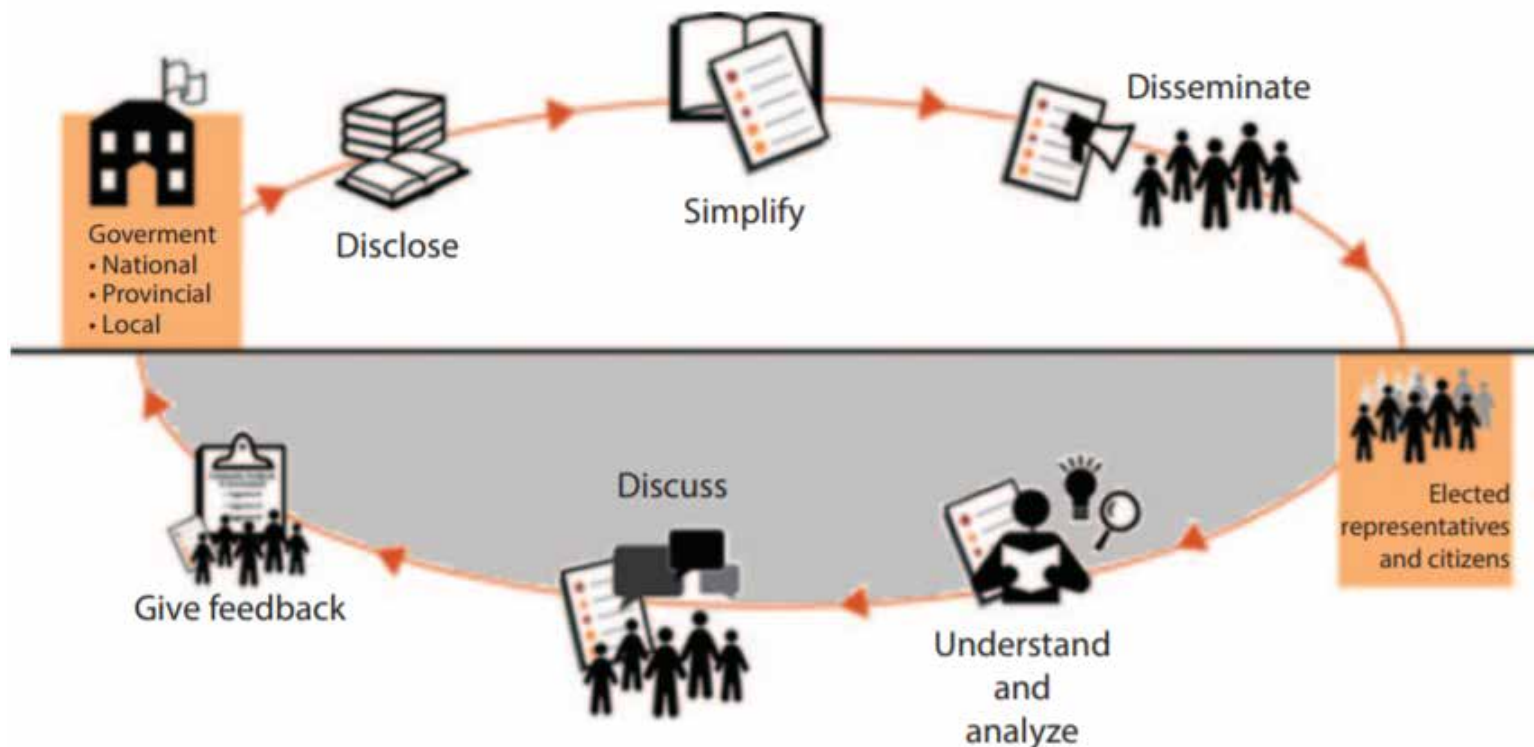 Goverment
• National
• Provincial
• Local
Disclose
Simplify
Disseminate
Elected
representatives
and citizens
Understand
and
analyze
Discuss
Give feedback